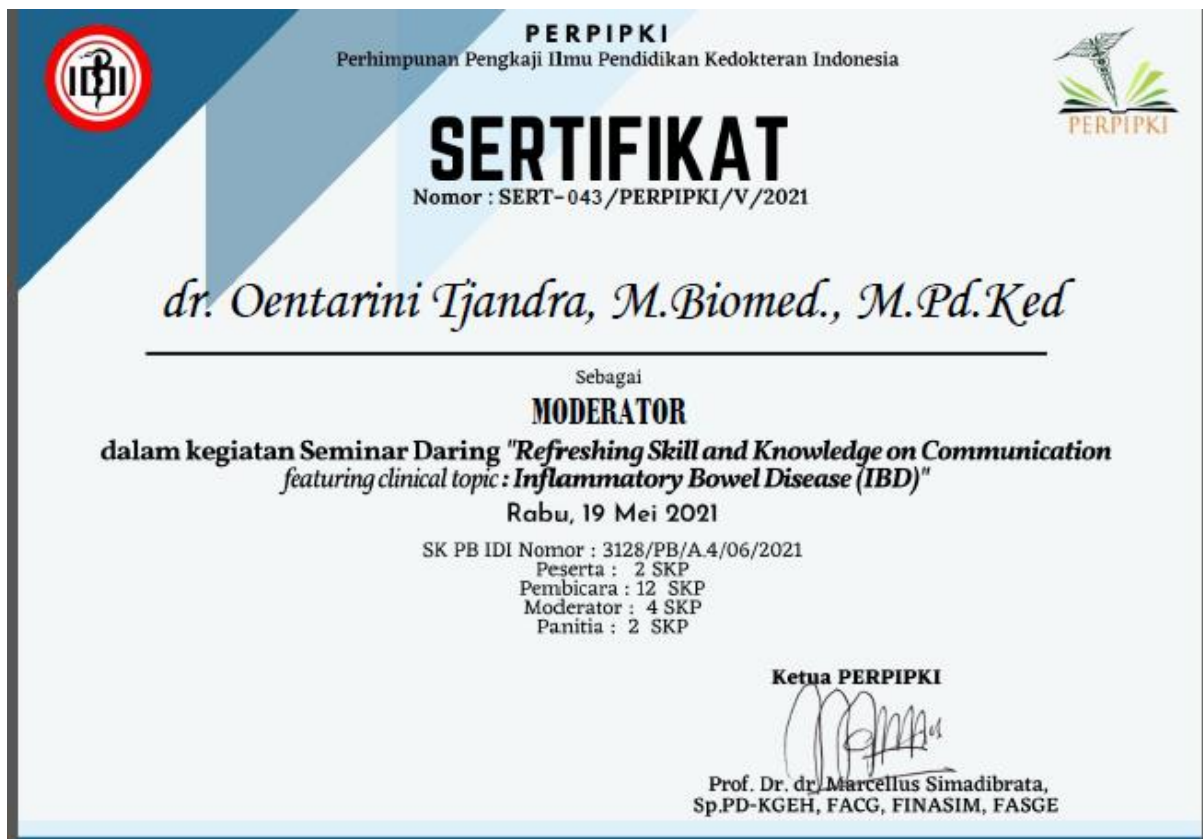 PERPIPKI
Perhimpunan Pengkaji Ilmu Pendidikan Kedokteran Indonesia
IDI
PERPIPKI
SERTIFIKAT
Nomor : SERT-043/PERPIPKI/V/2021
dr. Oentarini Tjandra, M.Biomed., M.Pd.Ked
Sebagai
MODERATOR
dalam kegiatan Seminar Daring "Refreshing Skill and Knowledge on Communication
featuring clinical topic : Inflammatory Bowel Disease (IBD)"
Rabu, 19 Mei 2021
SK PB IDI Nomor : 3128/PB/A.4/06/2021
Peserta : 2 SKP
Pembicara : 12 SKP
Moderator : 4 SKP
Panitia : 2 SKP
Ketua PERPIPKI
Prof. Dr. dr. Marcellus Simadibrata,
Sp.PD-KGEH, FACG, FINASIM, FASGE